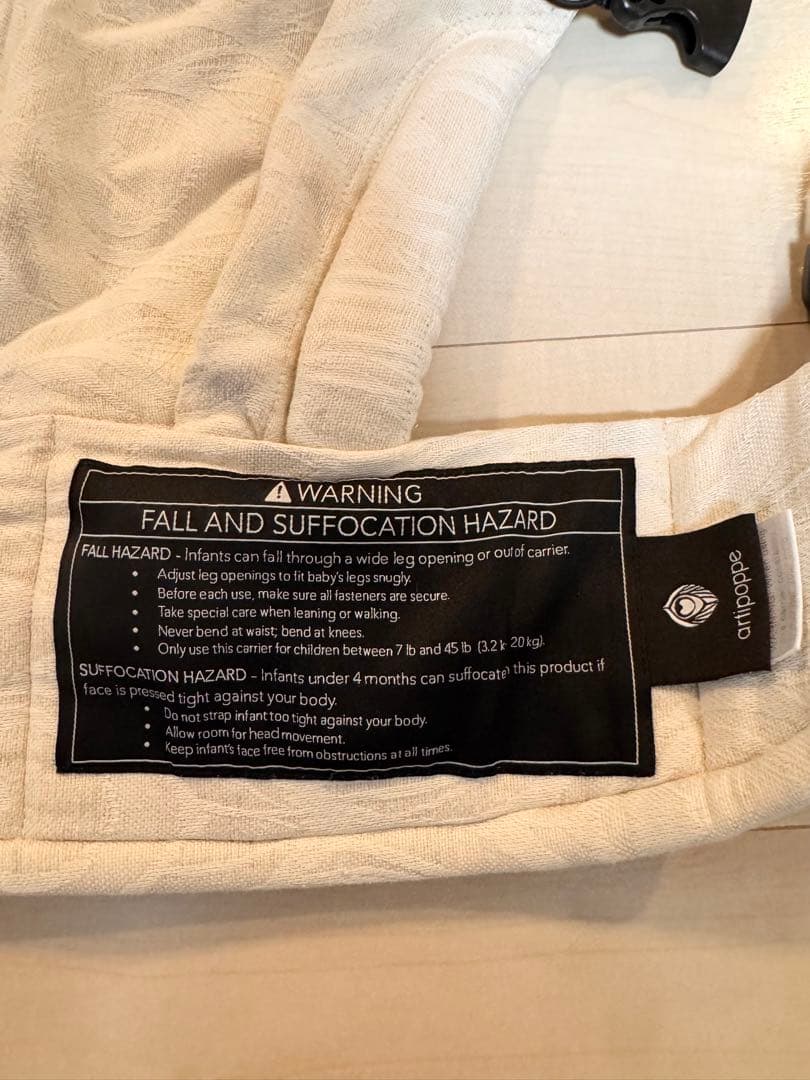 WARNING
FALL AND SUFFOCATION HAZARD
FALL HAZARD - Infants can fall through a wide leg opening or out of carrier.
• Adjust leg openings to fit baby's legs snugly.
• Before each use, make sure all fasteners are secure.
• Take special care when leaning or walking.
• Never bend at waist; bend at knees.
• Only use this carrier for children between 7 lb and 45 lb (3.2 k 20 kg).
SUFFOCATION HAZARD - Infants under 4 months can suffocate this product if
face is pressed tight against your body.
• Do not strap infant too tight against your body.
• Allow room for head movement.
• Keep infant's face free from obstructions at all times.
artipoppe